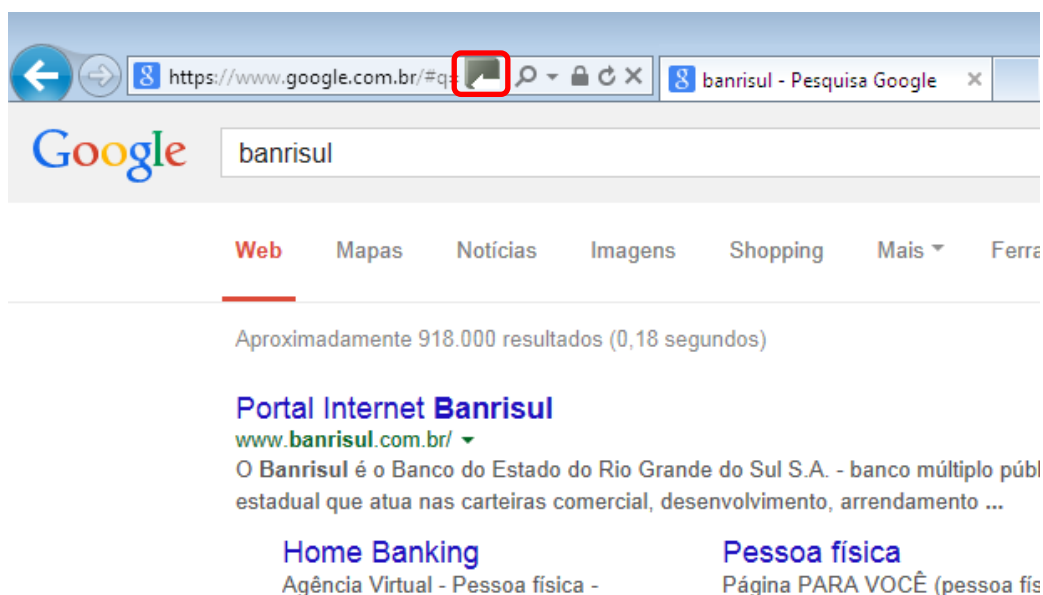 https://www.google.com.br/#q=
banrisul - Pesquisa Google
Google
banrisul
Web Mapas Notícias Imagens Shopping Mais Ferra
Aproximadamente 918.000 resultados (0,18 segundos)
Portal Internet Banrisul
www.banrisul.com.br/
O Banrisul é o Banco do Estado do Rio Grande do Sul S.A. - banco múltiplo públ
estadual que atua nas carteiras comercial, desenvolvimento, arrendamento ...
Home Banking Pessoa física
Agência Virtual - Pessoa física - Página PARA VOCÊ (pessoa fís